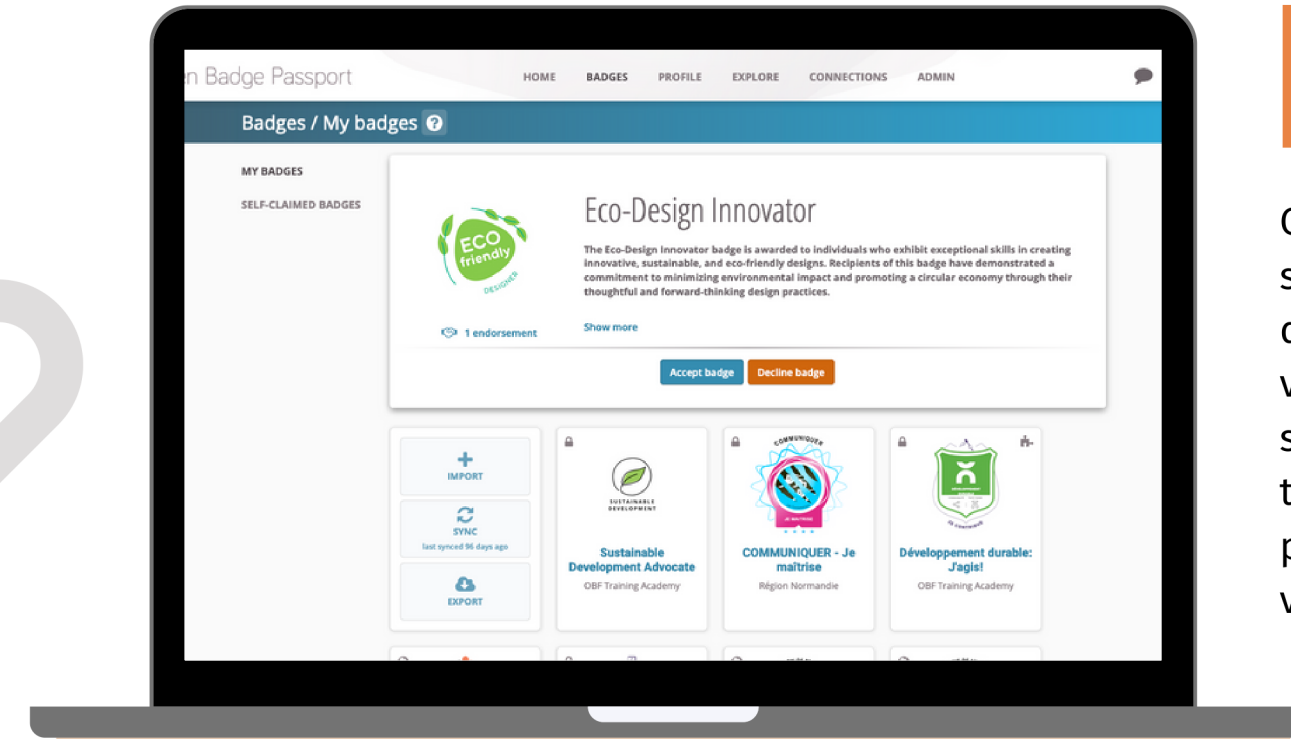 n Badge Passport
HOME BADGES PROFILE EXPLORE CONNECTIONS ADMIN
Badges / My badges ?
MY BADGES
SELF-CLAIMED BADGES
ECO
friendly
DESIGNER
1 endorsement
Eco-Design Innovator
The Eco-Design Innovator badge is awarded to individuals who exhibit exceptional skills in creating
innovative, sustainable, and eco-friendly designs. Recipients of this badge have demonstrated a
commitment to minimizing environmental impact and promoting a circular economy through their
thoughtful and forward-thinking design practices.
Show more
Accept badge Decline badge
IMPORT
SYNC
last synced 96 days ago
EXPORT
SUSTAINABLE
DEVELOPMENT
Sustainable
Development Advocate
OBF Training Academy
COMMUNIQUER
JE MAITRISE
COMMUNIQUER - Je
maîtrise
Région Normandie
DÉVELOPPEMENT
Développement durable:
J'agis!
OBF Training Academy